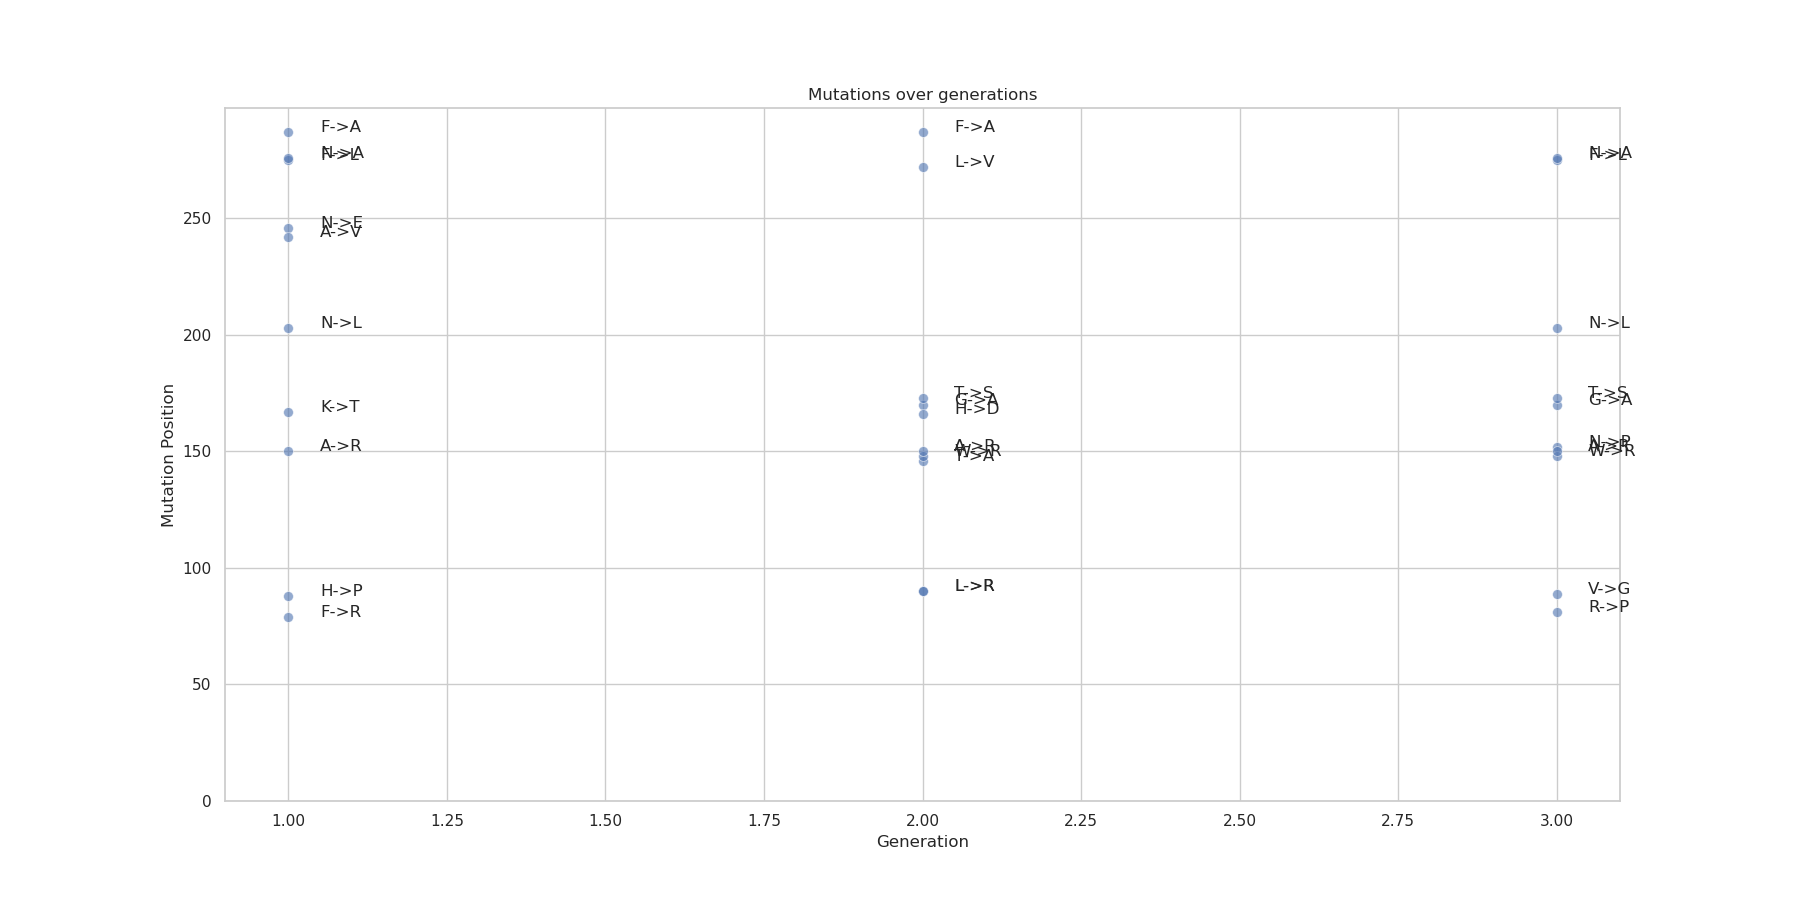 Mutations over generations
F->A
N->A
F->L
N->E
A->V
N->L
K->T
A->R
H->P
F->R
F->A
L->V
T->S
G->A
H->D
A->R
W->R
Y->A
L->R
N->A
F->L
N->L
T->S
G->A
N->P
A->R
W->R
V->G
R->P
250
200
150
100
50
0
Mutation Position
1.00 1.25 1.50 1.75 2.00 2.25 2.50 2.75 3.00
Generation